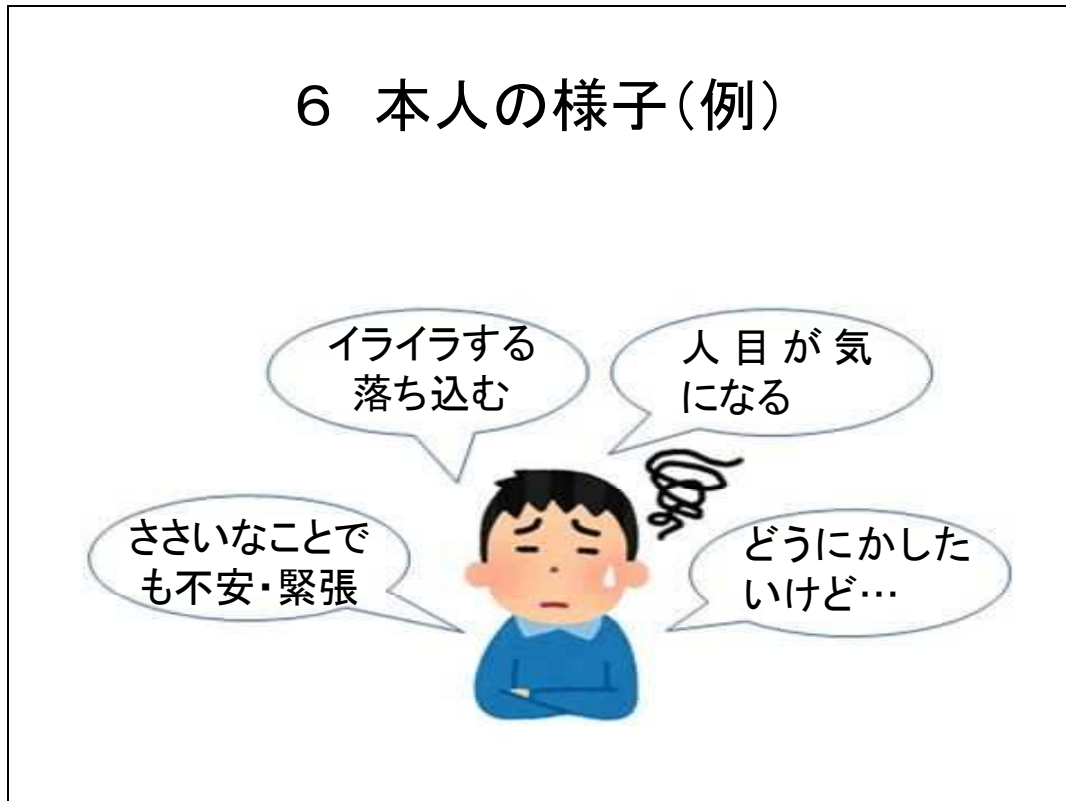 ６　本人の様子（例）
イライラする
落ち込む
人目が気
になる
ささいなことで
も不安・緊張
どうにかした
いけど…